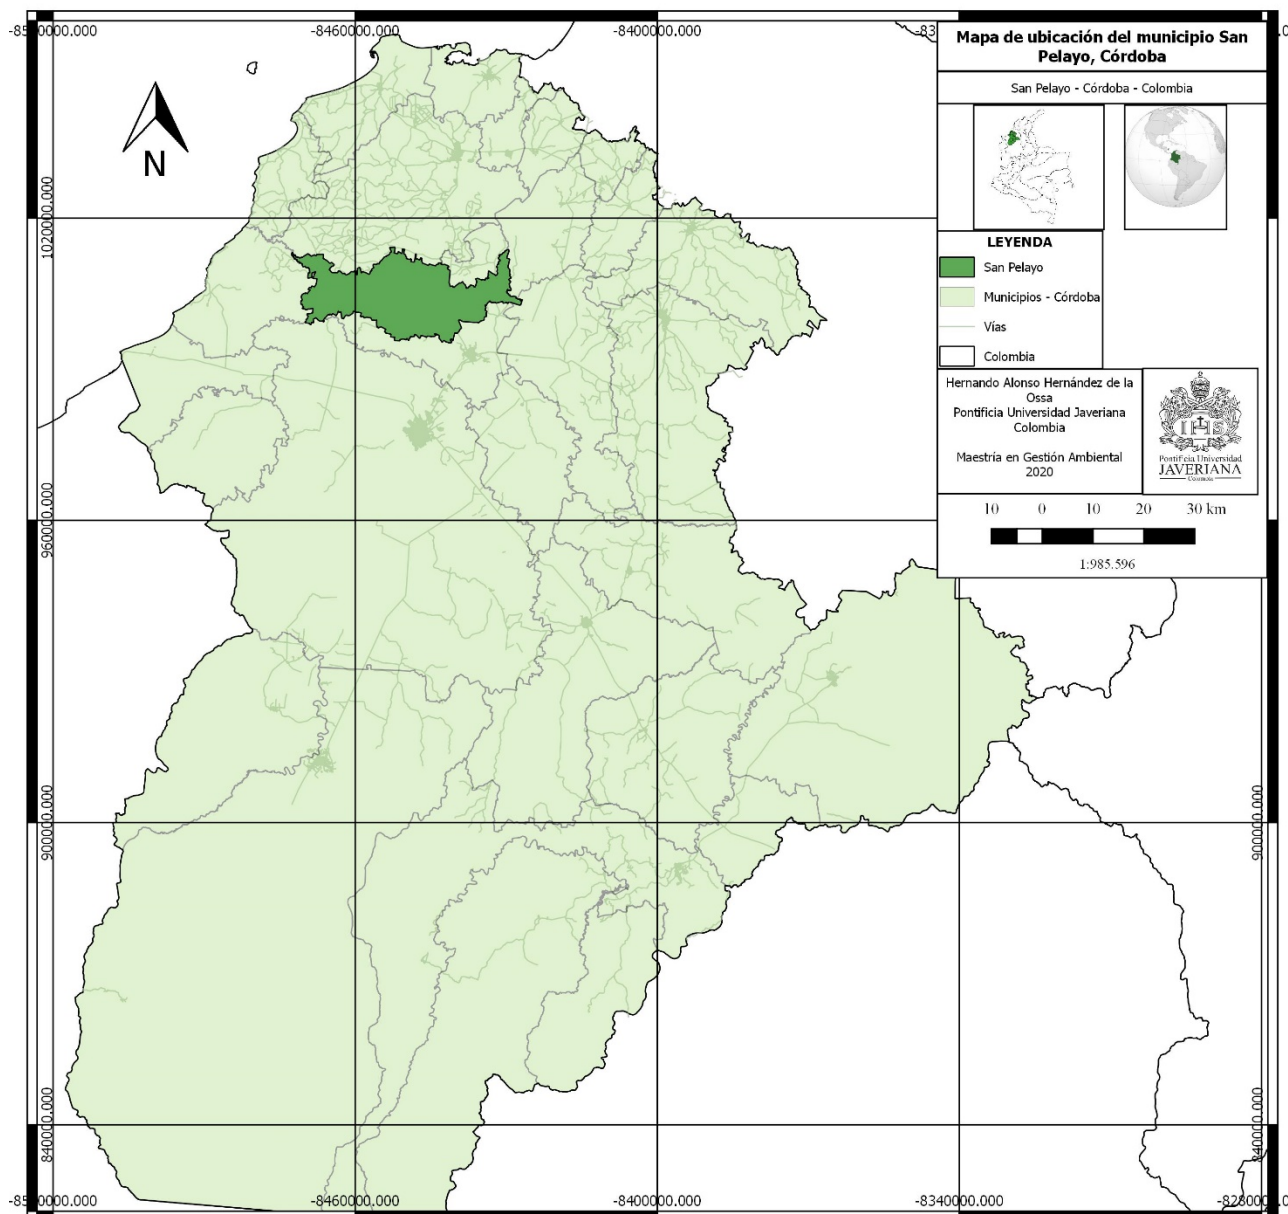 -8460000.000
-8400000.000
Mapa de ubicación del municipio San
Pelayo, Córdoba
San Pelayo - Córdoba - Colombia
N
1020000.000
LEYENDA
San Pelayo
Municipios - Córdoba
Vías
Colombia
Hernando Alonso Hernández de la
Ossa
Pontificia Universidad Javeriana
Colombia
Maestría en Gestión Ambiental
2020
IHS
Pontificia Universidad
JAVERIANA
Colombia
10 0 10 20 30 km
1:985.596
960000.000
900000.000
900000.000
840000.000
840000.000
-8460000.000
-8400000.000
-8340000.000